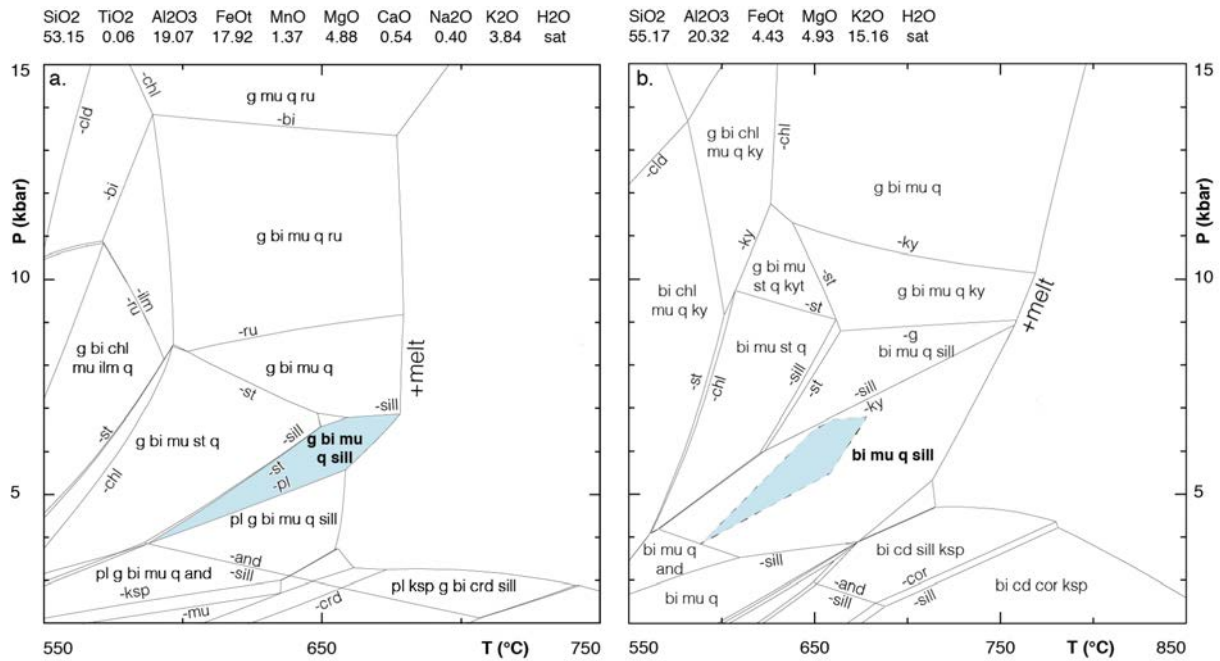 SiO2 TiO2 Al2O3 FeOt MnO MgO CaO Na2O K2O H2O
53.15 0.06 19.07 17.92 1.37 4.88 0.54 0.40 3.84 sat
15
a.
-chl
-cld
g mu q ru
-bi
-bi
P (kbar)
g bi mu q ru
10
-ilm
-ru
-ru
g bi chl
mu ilm q
g bi mu q
+melt
-st
-sill
-st
g bi mu st q
-sill
g bi mu
q sill
-st
-pl
-chl
5
pl g bi mu q sill
-and
-sill
pl g bi mu q and
-ksp
pl ksp g bi crd sill
-mu
-crd
550 650 T (°C) 750
SiO2 Al2O3 FeOt MgO K2O H2O
55.17 20.32 4.43 4.93 15.16 sat
b.
15
g bi chl
mu q ky
-chl
-cld
g bi mu q
P (kbar)
-ky
-ky
g bi mu
st q kyt
-st
10
bi chl
mu q ky
g bi mu q ky
-st
+melt
-g
bi mu q sill
bi mu st q
-sill
-st
-st
-chl
-sill
-ky
bi mu q sill
5
bi mu q
and
-sill
bi cd sill ksp
bi mu q
-and
-sill
-cor
-sill
bi cd cor ksp
550 650 750 T (°C) 850